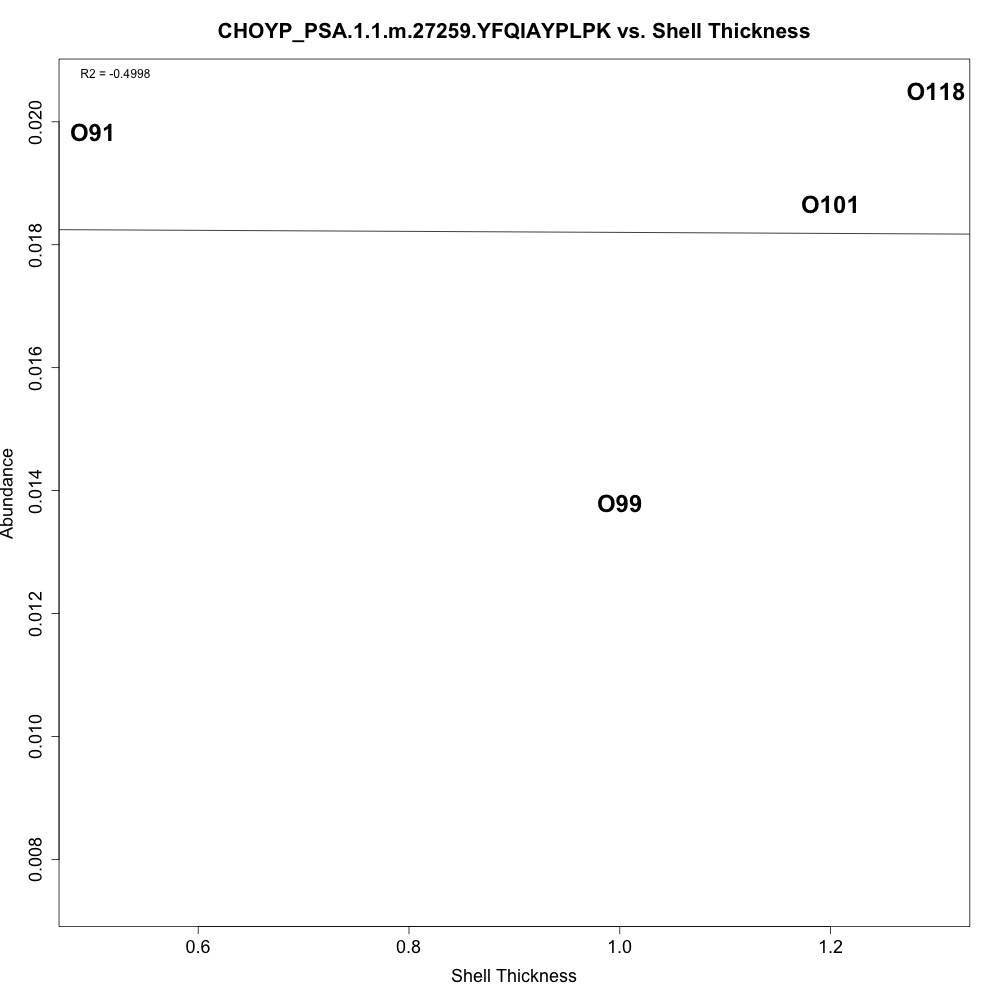 CHOYP_PSA.1.1.m.27259.YFQIAYPLPK vs. Shell Thickness
R2 = -0.4998
O118
O91
O101
O99
Abundance
0.020
0.018
0.016
0.014
0.012
0.010
0.008
0.6 0.8 1.0 1.2
Shell Thickness